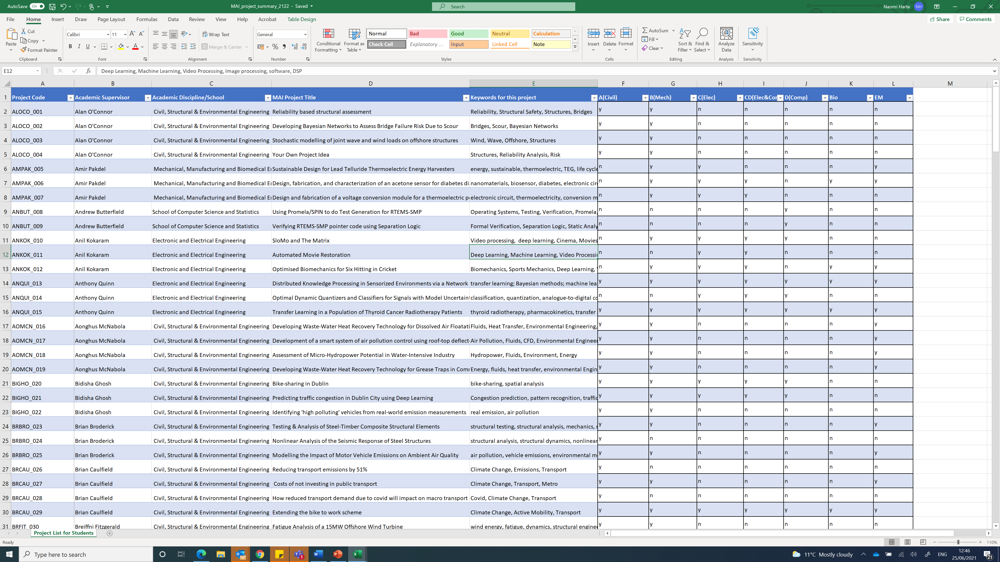 AutoSave On MAI_project_summary_2122 - Saved Search Naomi Harte NH
File Home Insert Draw Page Layout Formulas Data Review View Help Acrobat Table Design Share Comments
Paste Cut Copy Format Painter Clipboard
Calibri 11 B I U A Font
Wrap Text Merge & Center Alignment
General % Number
Conditional Formatting Format as Table
Normal Bad Good Neutral Calculation
Check Cell Explanatory ... Input Linked Cell Note
Styles
Insert Delete Format Cells
AutoSum Fill Clear Sort & Filter Find & Select Editing
Analyze Data Analysis
Sensitivity Sensitivity
E12 fx Deep Learning, Machine Learning, Video Processing, Image processing, software, DSP
A B C D E F G H I J K L M
1 Project Code Academic Supervisor Academic Discipline/School MAI Project Title Keywords for this project A(Civil) B(Mech) C(Elec) CD(Elec&Cor D(Comp) Bio EM
2 ALOCO_001 Alan O'Connor Civil, Structural & Environmental Engineering Reliability based structural assessment Reliability, Structural Safety, Structures, Bridges y y n n n n n
3 ALOCO_002 Alan O'Connor Civil, Structural & Environmental Engineering Developing Bayesian Networks to Assess Bridge Failure Risk Due to Scour Bridges, Scour, Bayesian Networks y y n n n n n
4 ALOCO_003 Alan O'Connor Civil, Structural & Environmental Engineering Stochastic modelling of joint wave and wind loads on offshore structures Wind, Wave, Offshore, Structures y y n n n n n
5 ALOCO_004 Alan O'Connor Civil, Structural & Environmental Engineering Your Own Project Idea Structures, Reliability Analysis, Risk y y n n n n n
6 AMPAK_005 Amir Pakdel Mechanical, Manufacturing and Biomedical Sustainable Design for Lead Telluride Thermoelectric Energy Harvesters energy, sustainable, thermoelectric, TEG, life cycle n y y n n n y
7 AMPAK_006 Amir Pakdel Mechanical, Manufacturing and Biomedical Design, fabrication, and characterization of an acetone sensor for diabetes di nanomaterials, biosensor, diabetes, electronic cir n y y y n y y
8 AMPAK_007 Amir Pakdel Mechanical, Manufacturing and Biomedical Design and fabrication of a voltage conversion module for a thermoelectric p electronic circuit, thermoelectricity, conversion m n y y y n n n
9 ANBUT_008 Andrew Butterfield School of Computer Science and Statistics Using Promela/SPIN to do Test Generation for RTEMS-SMP Operating Systems, Testing, Verification, Promela, n n n n y n n
10 ANBUT_009 Andrew Butterfield School of Computer Science and Statistics Verifying RTEMS-SMP pointer code using Separation Logic Formal Verification, Separation Logic, Static Analy n n n n y n n
11 ANKOK_010 Anil Kokaram Electronic and Electrical Engineering SloMo and The Matrix Video processing, deep learning, Cinema, Movies n y y y y n n
12 ANKOK_011 Anil Kokaram Electronic and Electrical Engineering Automated Movie Restoration Deep Learning, Machine Learning, Video Processi n n y y n n n
13 ANKOK_012 Anil Kokaram Electronic and Electrical Engineering Optimised Biomechanics for Six Hitting in Cricket Biomechanics, Sports Mechanics, Deep Learning, n y y y n y y
14 ANQUI_013 Anthony Quinn Electronic and Electrical Engineering Distributed Knowledge Processing in Sensorized Environments via a Network transfer learning; Bayesian methods; machine lea y y y y y y y
15 ANQUI_014 Anthony Quinn Electronic and Electrical Engineering Optimal Dynamic Quantizers and Classifiers for Signals with Model Uncertain classification, quantization, analogue-to-digital co n n y y y n n
16 ANQUI_015 Anthony Quinn Electronic and Electrical Engineering Transfer Learning in a Population of Thyroid Cancer Radiotherapy Patients thyroid radiotherapy, pharmacokinetics, transfer y y y y y y y
17 AOMCN_016 Aonghus McNabola Civil, Structural & Environmental Engineering Developing Waste-Water Heat Recovery Technology for Dissolved Air Floatati Fluids, Heat Transfer, Environmental Engineering, y y n n n n y
18 AOMCN_017 Aonghus McNabola Civil, Structural & Environmental Engineering Development of a smart system of air pollution control using roof-top deflect Air Pollution, Fluids, CFD, Environmental Enginee y y n n n n y
19 AOMCN_018 Aonghus McNabola Civil, Structural & Environmental Engineering Assessment of Micro-Hydropower Potential in Water-Intensive Industry Hydropower, Fluids, Environment, Energy y y n n n n y
20 AOMCN_019 Aonghus McNabola Civil, Structural & Environmental Engineering Developing Waste-Water Heat Recovery Technology for Grease Traps in Com Energy, fluids, heat transfer, environmental Engin y y n n n n y
21 BIGHO_020 Bidisha Ghosh Civil, Structural & Environmental Engineering Bike-sharing in Dublin bike-sharing, spatial analysis y y y y y n n
22 BIGHO_021 Bidisha Ghosh Civil, Structural & Environmental Engineering Predicting traffic congestion in Dublin City using Deep Learning Congestion prediction, pattern recognition, traffic y y y y y n n
23 BIGHO_022 Bidisha Ghosh Civil, Structural & Environmental Engineering Identifying 'high polluting' vehicles from real-world emission measurements real emission, air pollution y y n n n n n
24 BRBRO_023 Brian Broderick Civil, Structural & Environmental Engineering Testing & Analysis of Steel-Timber Composite Structural Elements structural testing, structural analysis, mechanics, y y n n n n y
25 BRBRO_024 Brian Broderick Civil, Structural & Environmental Engineering Nonlinear Analysis of the Seismic Response of Steel Structures structural analysis, structural dynamics, nonlinear y n n n n n n
26 BRBRO_025 Brian Broderick Civil, Structural & Environmental Engineering Modelling the Impact of Motor Vehicle Emissions on Ambient Air Quality air pollution, vehicle emissions, environmental m y y n n n n y
27 BRCAU_026 Brian Caulfield Civil, Structural & Environmental Engineering Reducing transport emissions by 51% Climate Change, Emissions, Transport y n n n n n n
28 BRCAU_027 Brian Caulfield Civil, Structural & Environmental Engineering Costs of not investing in public transport Climate Change, Transport, Metro y y n n n n y
29 BRCAU_028 Brian Caulfield Civil, Structural & Environmental Engineering How reduced transport demand due to covid will impact on macro transport Covid, Climate Change, Transport y n n n n n n
30 BRCAU_029 Brian Caulfield Civil, Structural & Environmental Engineering Extending the bike to work scheme Climate Change, Active Mobility, Transport y y y y y y y
31 BRFIT_030 Breiffni Fitzgerald Civil, Structural & Environmental Engineering Fatigue Analysis of a 15MW Offshore Wind Turbine wind energy, fatigue, dynamics, structural engine y y n n n n n
Project List for Students
Ready 110%
Type here to search 1 11°C Mostly cloudy ENG 12:46 25/06/2021 21